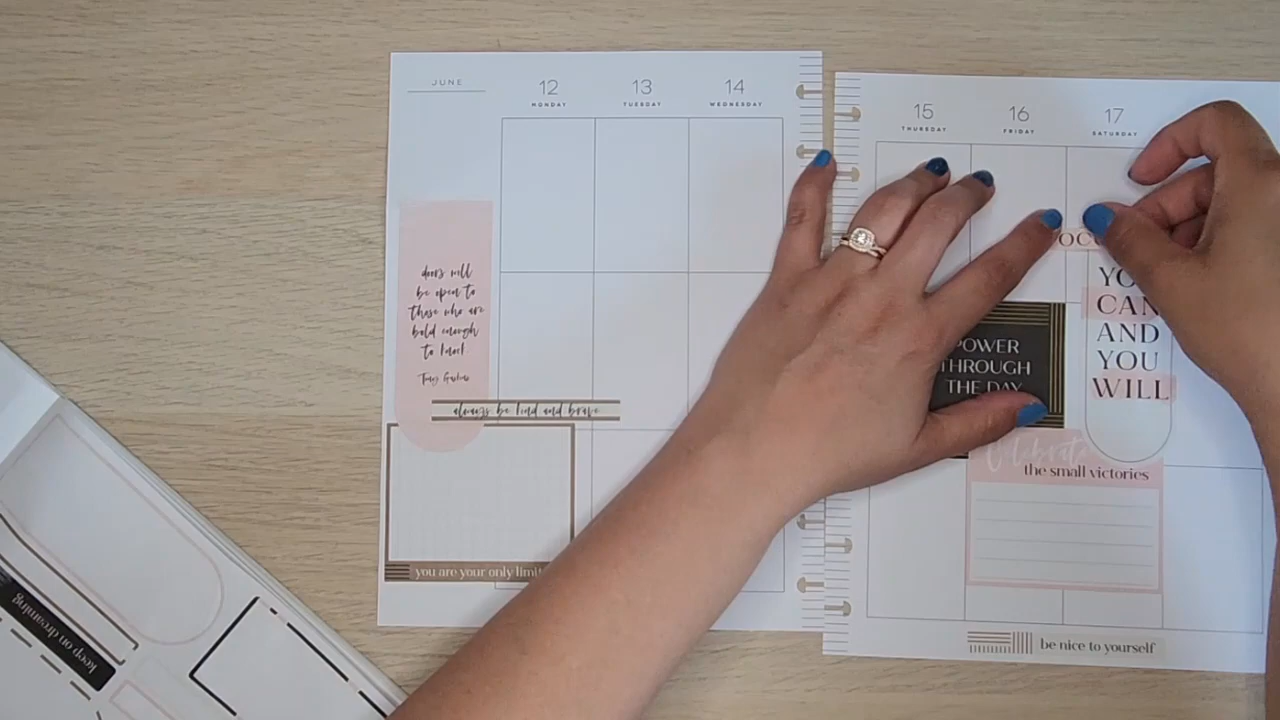 JUNE
12
MONDAY
13
TUESDAY
14
WEDNESDAY
15
THURSDAY
16
FRIDAY
17
SATURDAY
doors will
be open to
those who are
bold enough
to knock.
always be kind and brave
you are your only
POWER
THROUGH
THE DAY
YOU
CAN
AND
YOU
WILL
Celebrate
the small victories
be nice to yourself
keep on dreaming